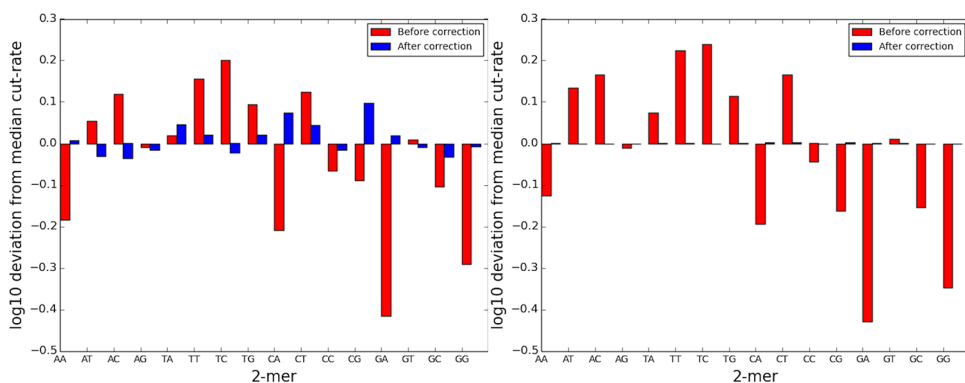 0.3
0.2
0.1
0.0
−0.1
−0.2
−0.3
−0.4
−0.5
log10 deviation from median cut-rate
Before correction
After correction
AA AT AC AG TA TT TC TG CA CT CC CG GA GT GC GG
2-mer
0.3
0.2
0.1
0.0
−0.1
−0.2
−0.3
−0.4
−0.5
log10 deviation from median cut-rate
Before correction
After correction
AA AT AC AG TA TT TC TG CA CT CC CG GA GT GC GG
2-mer